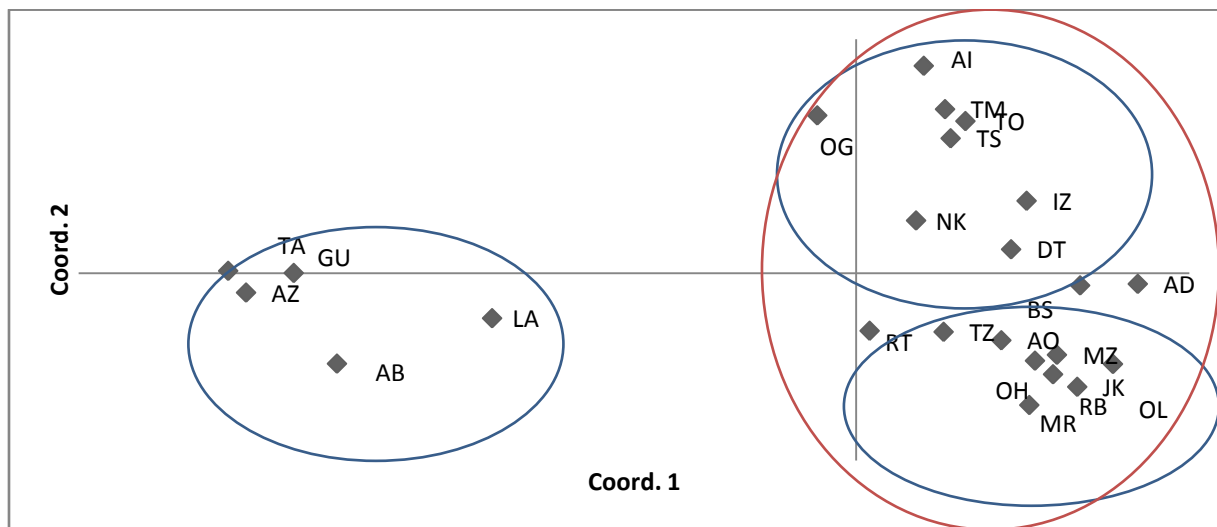 AI
TM
TO
TS
OG
IZ
NK
DT
Coord. 2
TA
GU
AZ
AD
BS
LA
TZ
RT
AO
MZ
AB
OH
JK
RB
OL
MR
Coord. 1